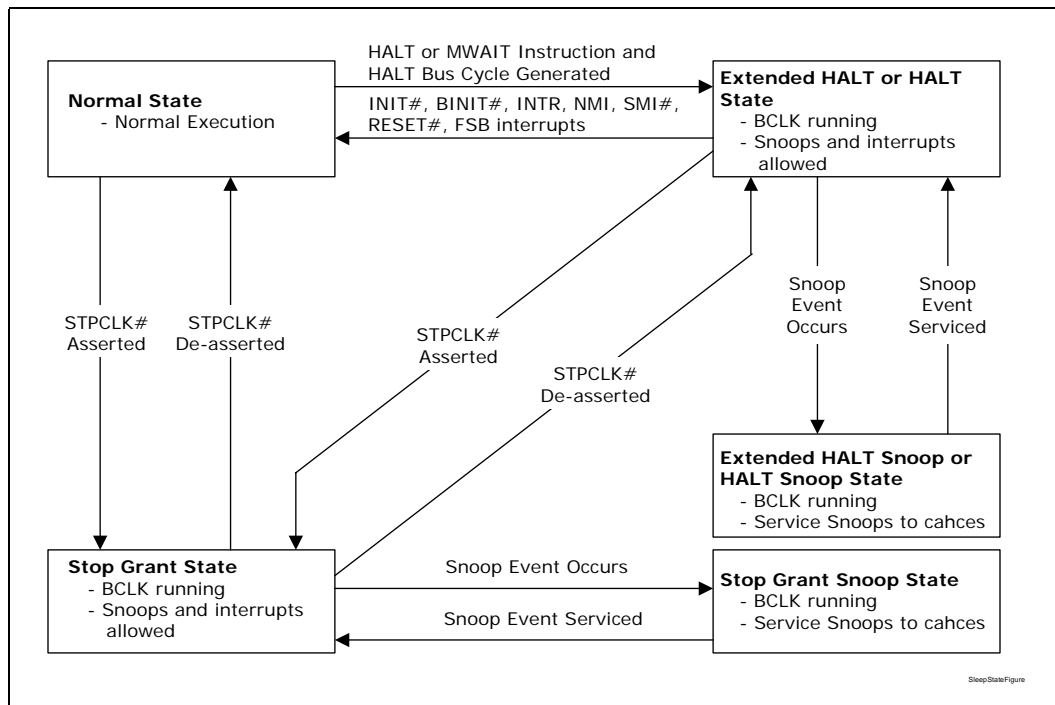 HALT or MWAIT Instruction and
HALT Bus Cycle Generated
Normal State
- Normal Execution
INIT#, BINIT#, INTR, NMI, SMI#,
RESET#, FSB interrupts
Extended HALT or HALT
State
- BCLK running
- Snoops and interrupts
allowed
STPCLK#
Asserted
STPCLK#
De-asserted
STPCLK#
Asserted
STPCLK#
De-asserted
Snoop
Event
Occurs
Snoop
Event
Serviced
Extended HALT Snoop or
HALT Snoop State
- BCLK running
- Service Snoops to cahces
Stop Grant State
- BCLK running
- Snoops and interrupts
allowed
Snoop Event Occurs
Snoop Event Serviced
Stop Grant Snoop State
- BCLK running
- Service Snoops to cahces
SleepStateFigure